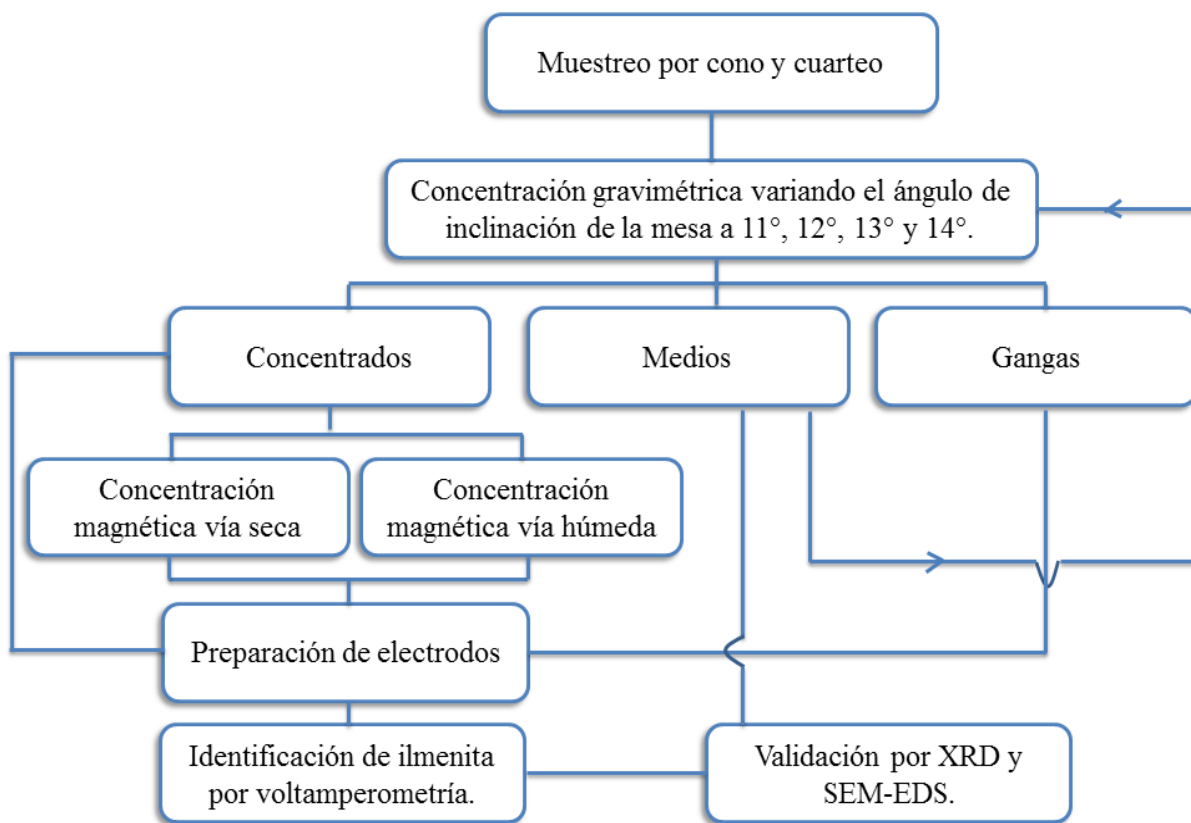 Muestreo por cono y cuarteo
Concentración gravimétrica variando el ángulo de
inclinación de la mesa a 11°, 12°, 13° y 14°.
Concentrados
Medios
Gangas
Concentración
magnética vía seca
Concentración
magnética vía húmeda
Preparación de electrodos
Identificación de ilmenita
por voltamperometría.
Validación por XRD y
SEM-EDS.